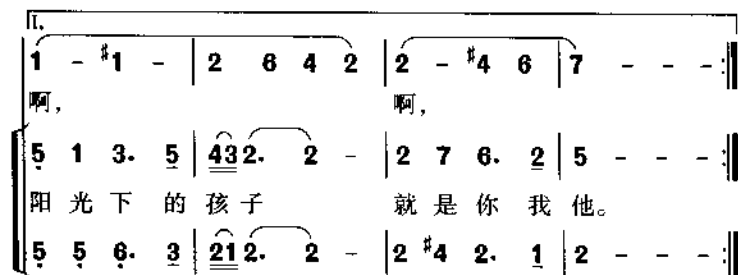 1.
1 - #1 - | 2 6 4 2 | 2 - #4 6 | 7 - - - :|
啊， 啊，
5 1 3. 5 | 43 2. 2 - | 2 7 6. 2 | 5 - - - :|
阳光下的孩子 就是你我他。
5 5 6. 3 | 21 2. 2 - | 2 #4 2. 1 | 2 - - - :|